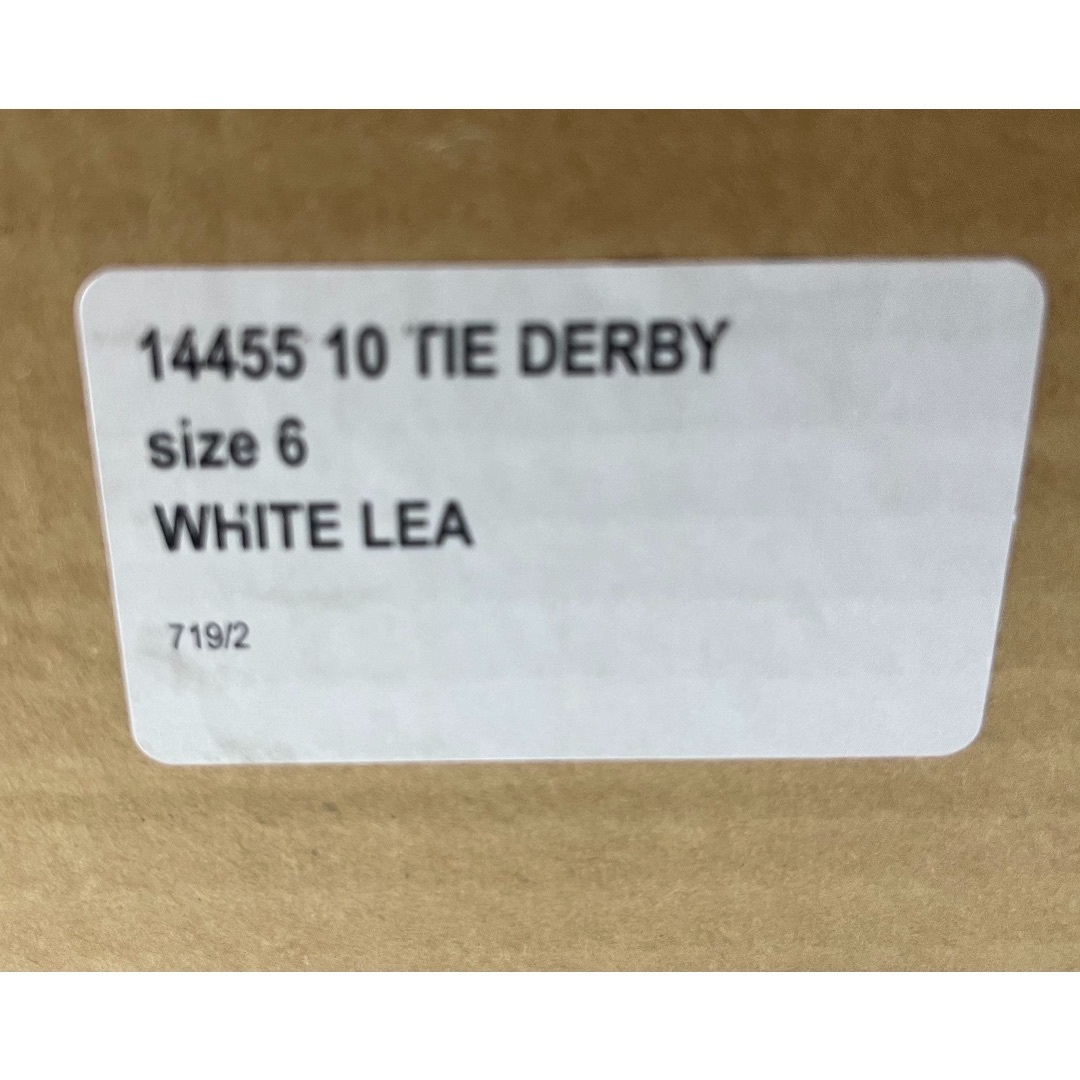 14455 10 TIE DERBY
size 6
WHITE LEA
719/2